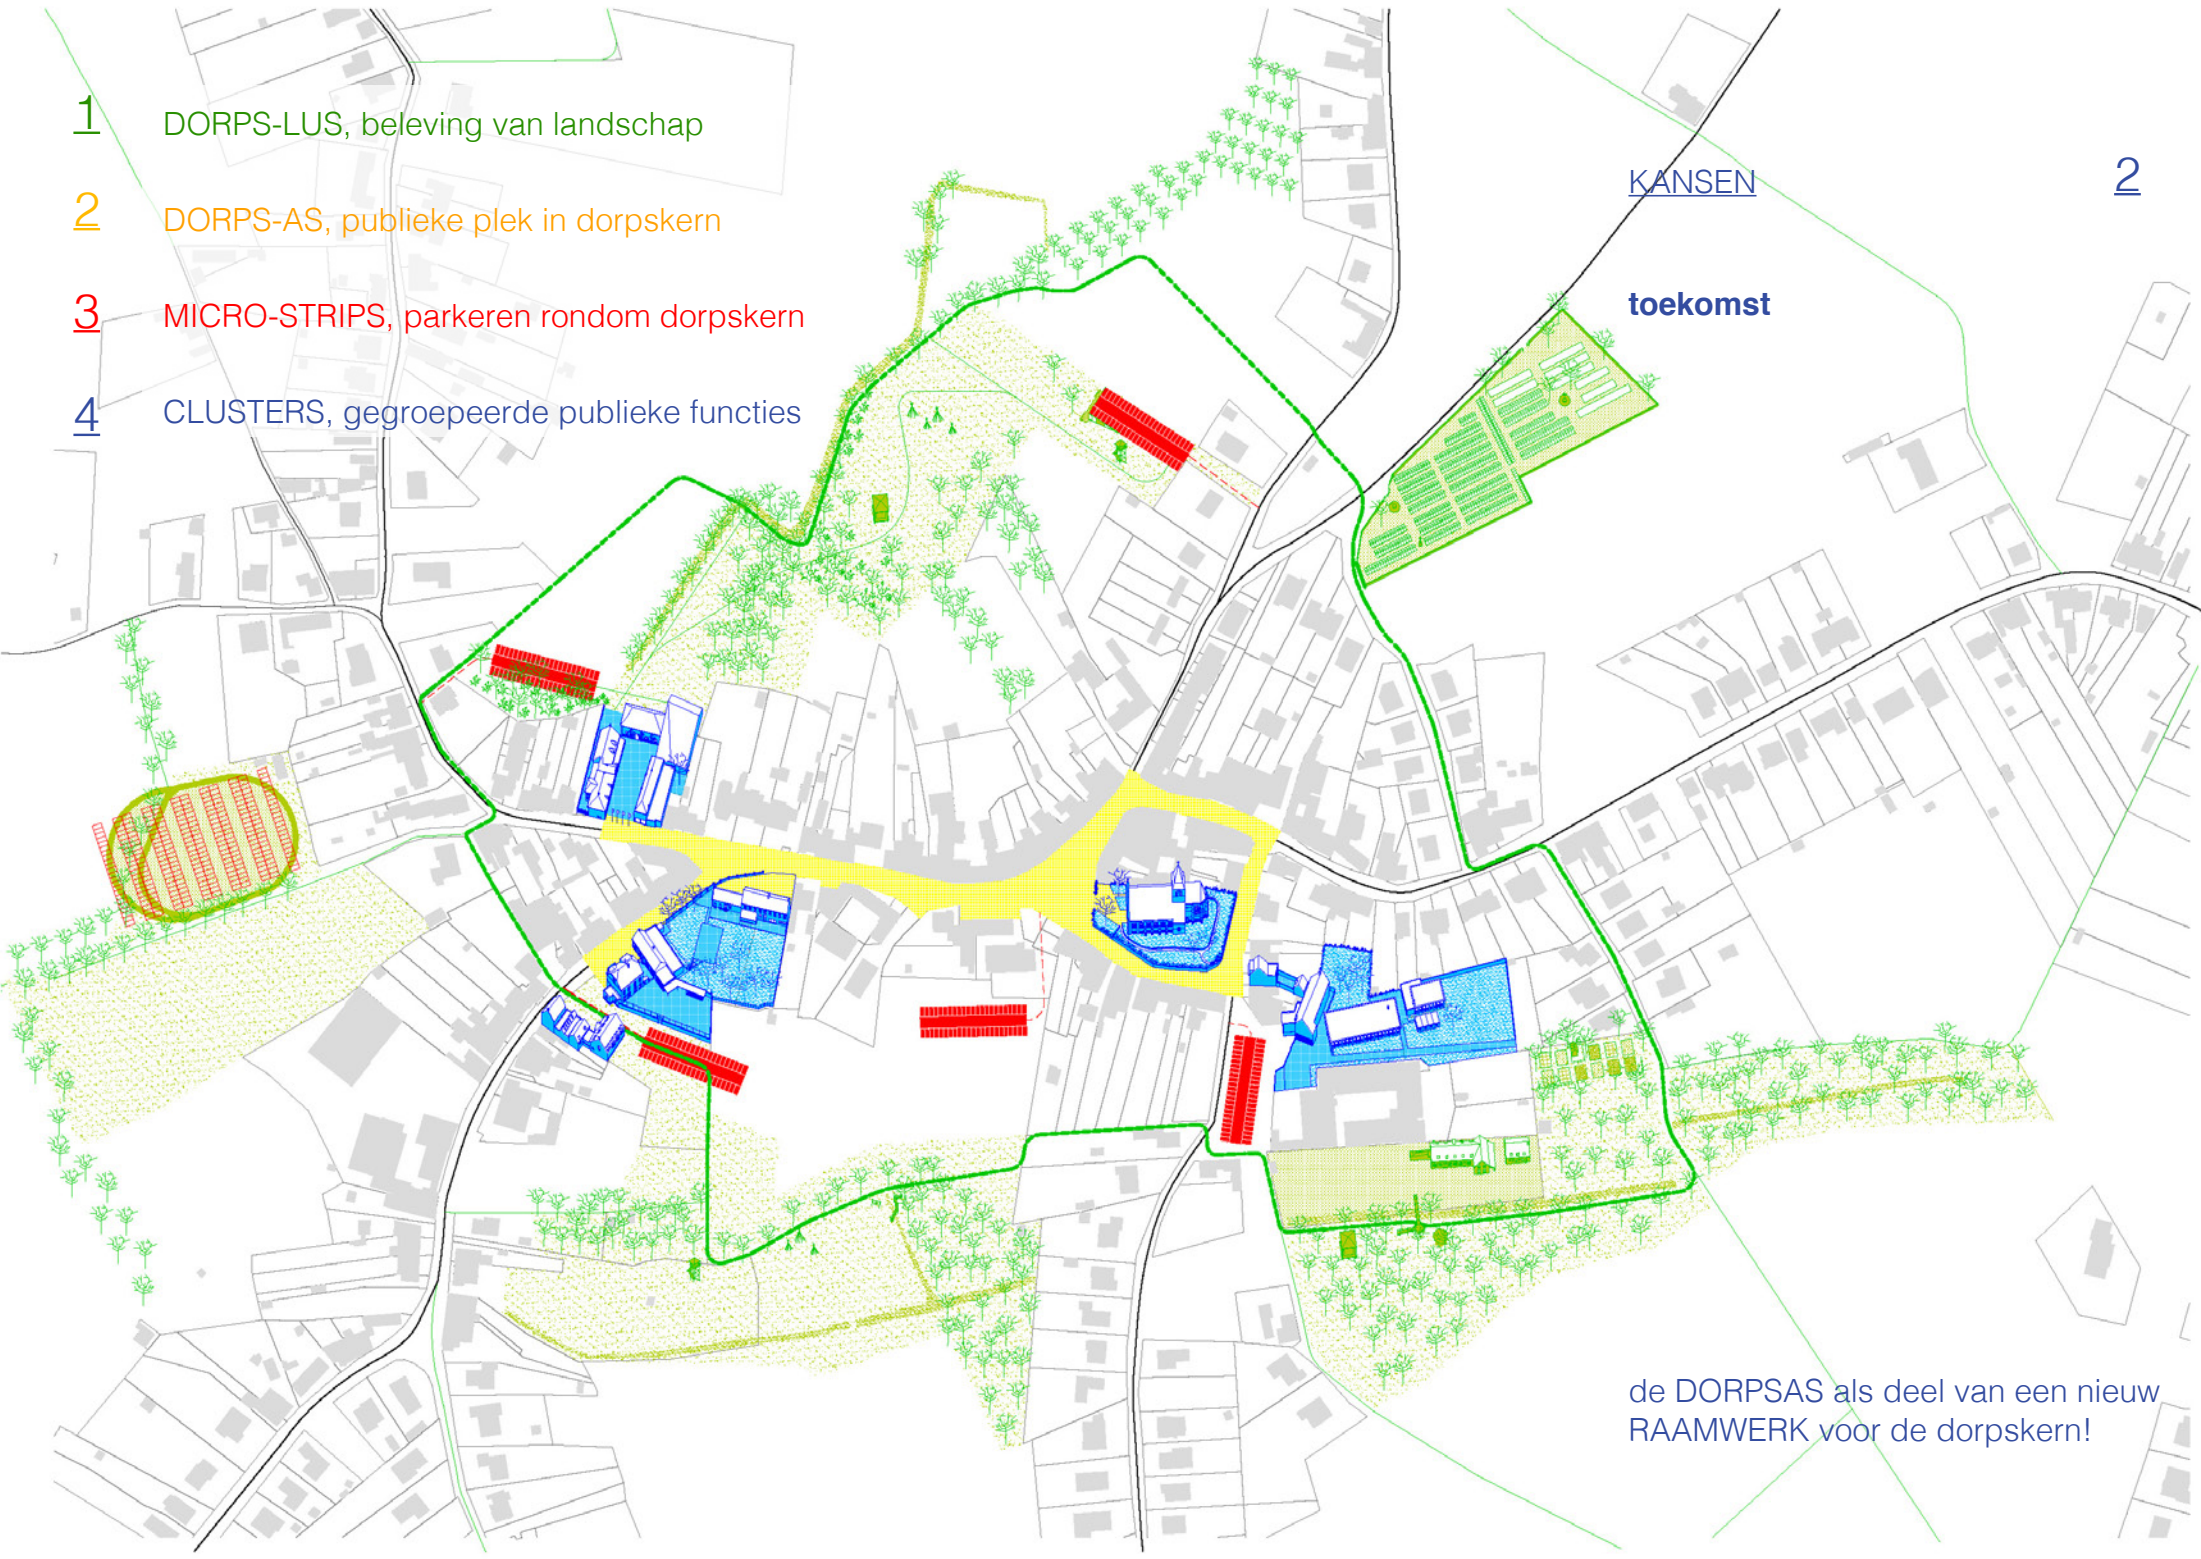 1 DORPS-LUS, beleving van landschap
2 DORPS-AS, publieke plek in dorpskern
3 MICRO-STRIPS, parkeren rondom dorpskern
4 CLUSTERS, gegroepeerde publieke functies
KANSEN 2
toekomst
de DORPSAS als deel van een nieuw
RAAMWERK voor de dorpskern!